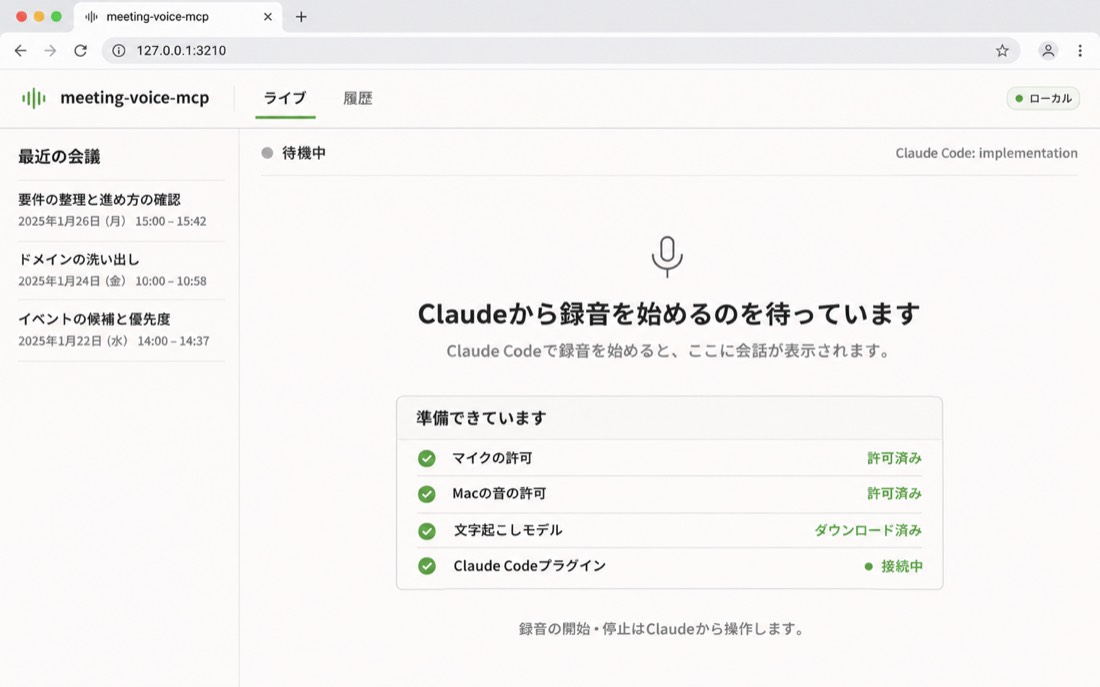 meeting-voice-mcp
127.0.0.1:3210
meeting-voice-mcp
ライブ
履歴
ローカル
最近の会議
要件の整理と進め方の確認
2025年1月26日（月） 15:00 – 15:42
ドメインの洗い出し
2025年1月24日（金） 10:00 – 10:58
イベントの候補と優先度
2025年1月22日（水） 14:00 – 14:37
待機中
Claude Code: implementation
Claudeから録音を始めるのを待っています
Claude Codeで録音を始めると、ここに会話が表示されます。
準備できています
マイクの許可 許可済み
Macの音の許可 許可済み
文字起こしモデル ダウンロード済み
Claude Codeプラグイン 接続中
録音の開始・停止はClaudeから操作します。